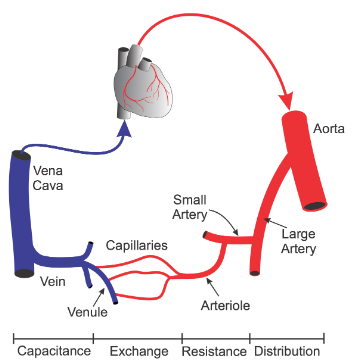 Aorta
Vena
Cava
Small
Artery
Large
Artery
Capillaries
Vein
Venule
Arteriole
Capacitance
Exchange
Resistance
Distribution